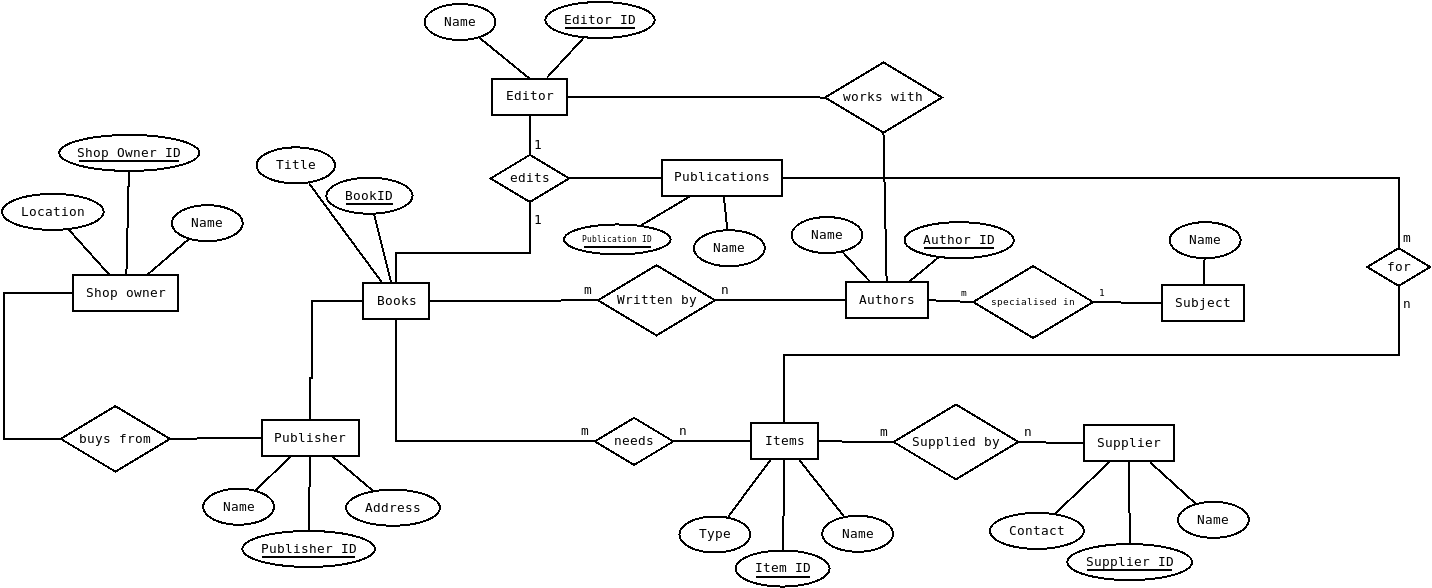 Name
Editor ID
Editor
works with
1
Shop Owner ID
Title
edits
Publications
BookID
Location
Name
1
Publication ID
Name
Name
Author ID
Name
m
for
Shop owner
Books
m
Written by
n
Authors
m
specialised in
1
Subject
n
buys from
Publisher
m
needs
n
Items
m
Supplied by
n
Supplier
Name
Address
Publisher ID
Type
Name
Item ID
Contact
Name
Supplier ID